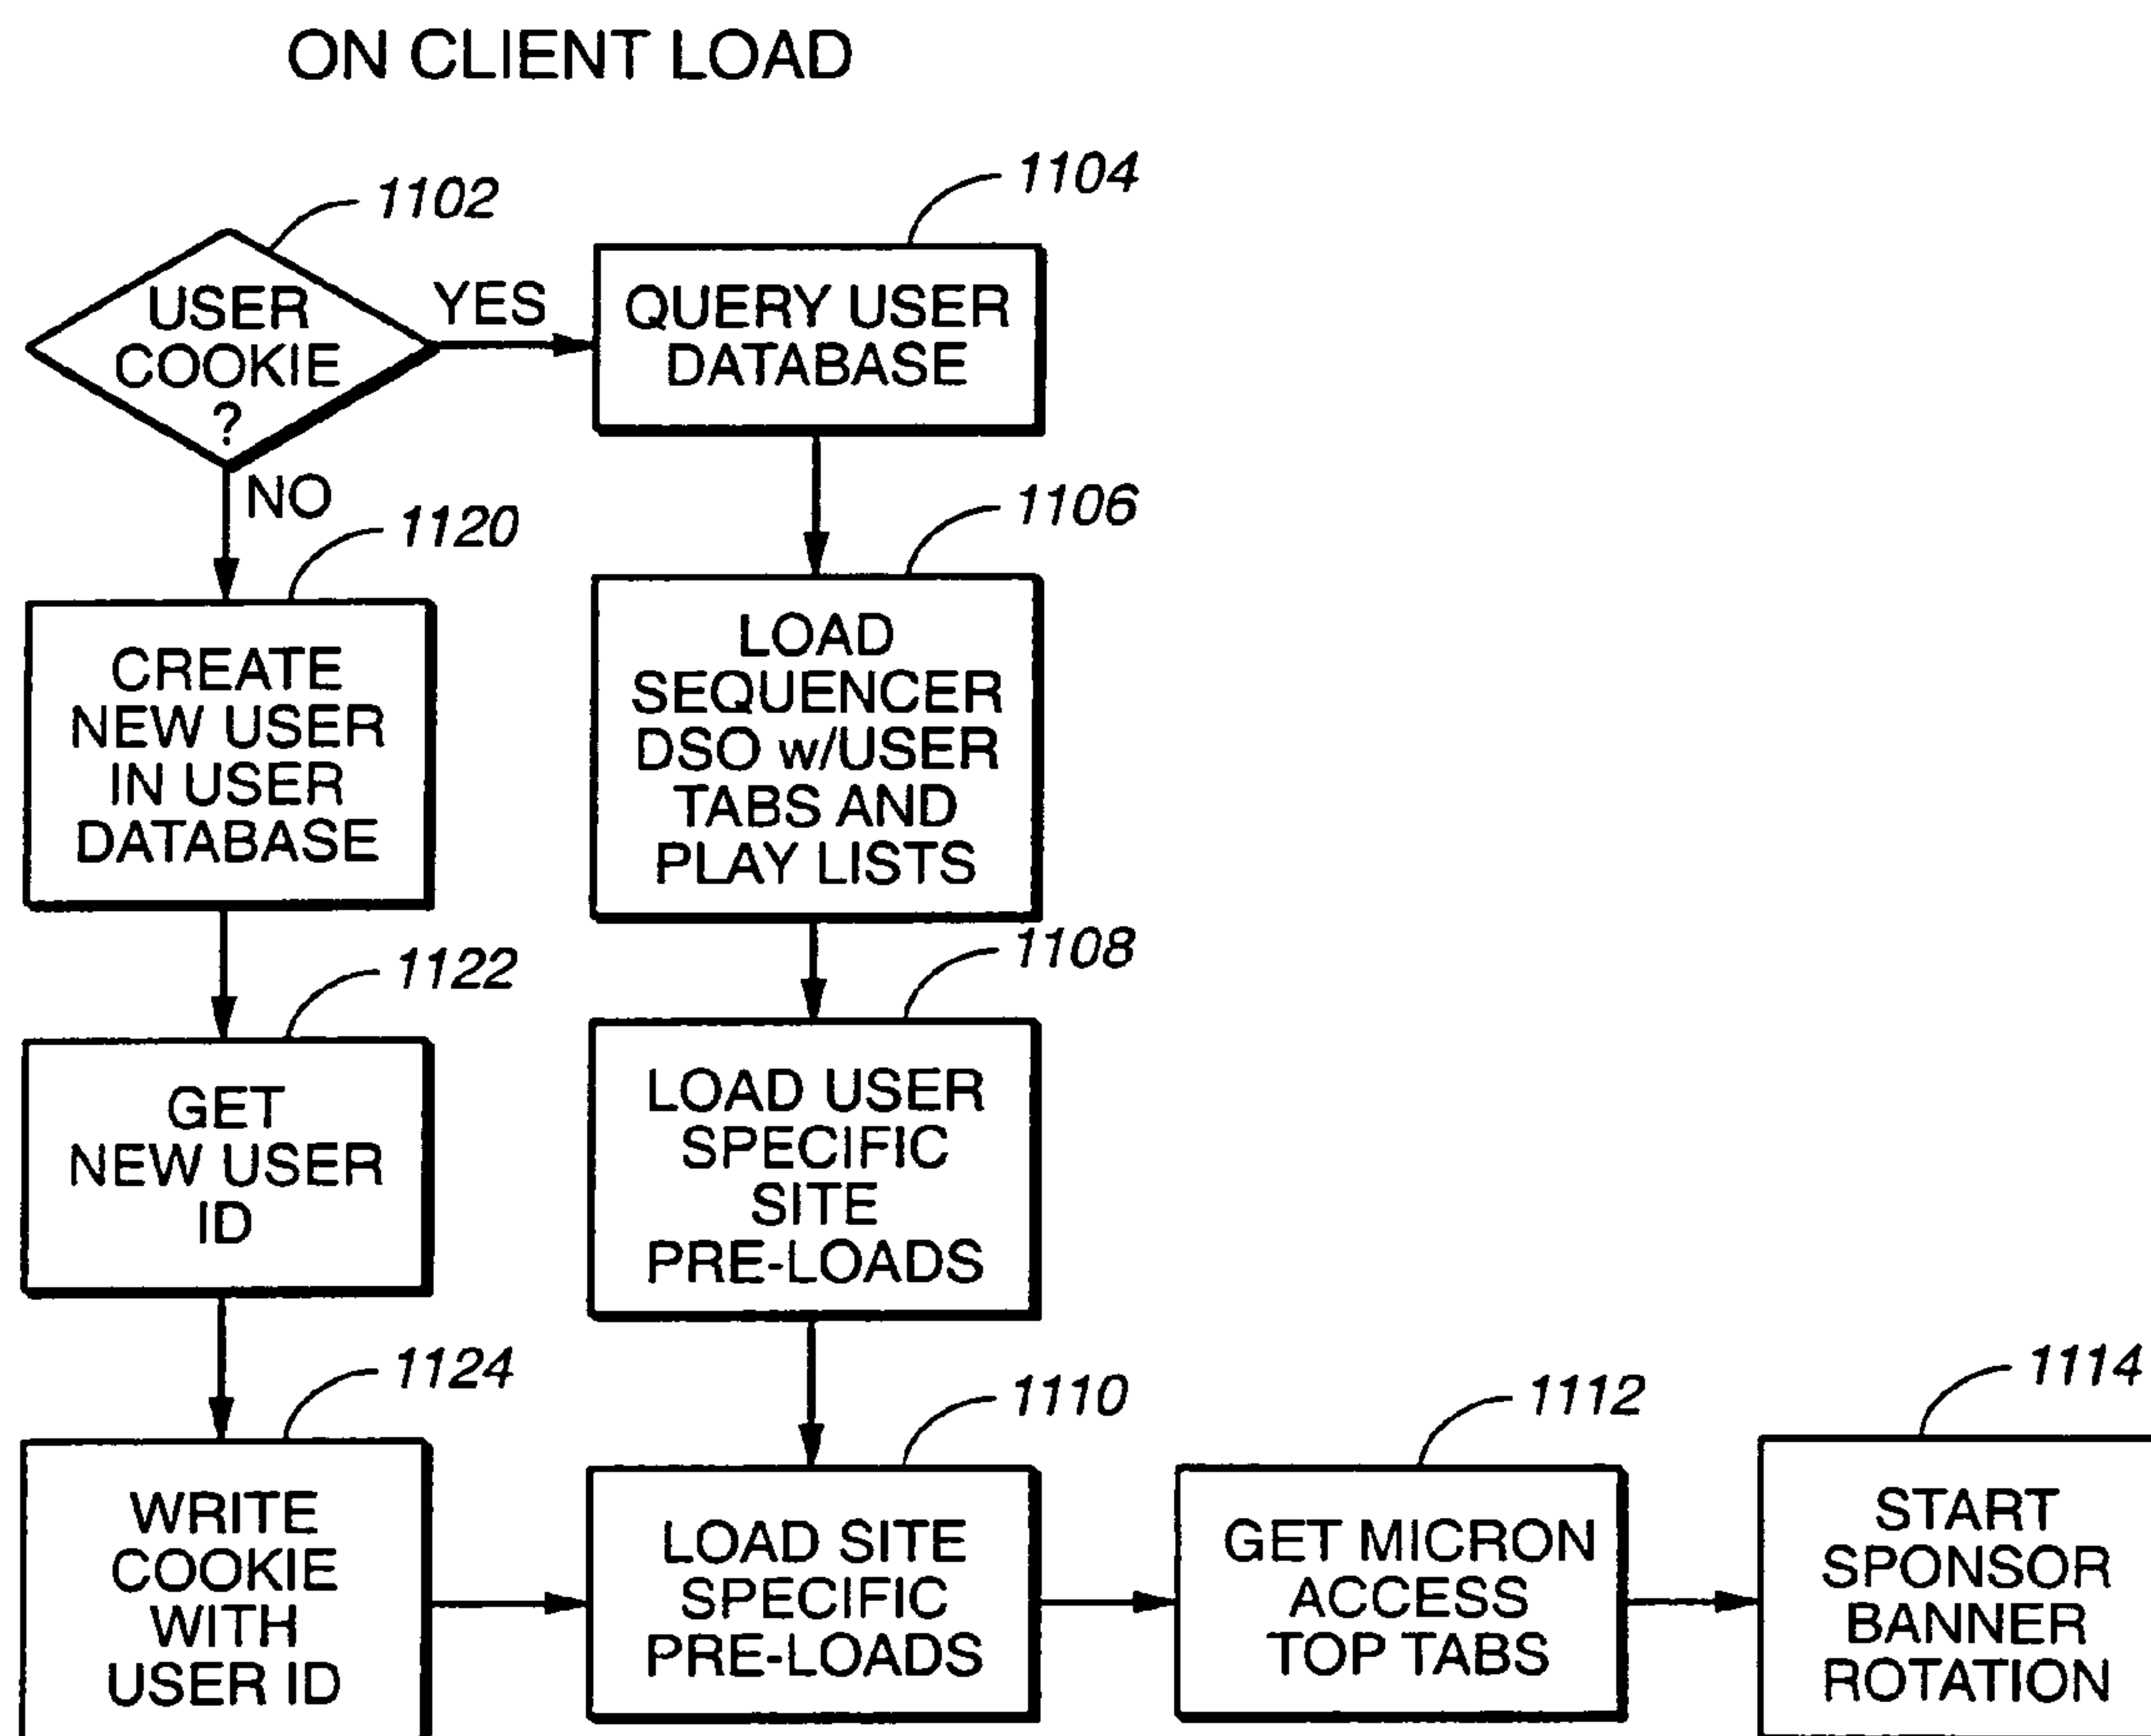 ON CLIENT LOAD
1102
USER
COOKIE
?
YES
NO
1104
QUERY USER
DATABASE
1106
LOAD
SEQUENCER
DSO w/USER
TABS AND
PLAY LISTS
1108
LOAD USER
SPECIFIC
SITE
PRE-LOADS
1120
CREATE
NEW USER
IN USER
DATABASE
1122
GET
NEW USER
ID
1124
WRITE
COOKIE
WITH
USER ID
1110
LOAD SITE
SPECIFIC
PRE-LOADS
1112
GET MICRON
ACCESS
TOP TABS
1114
START
SPONSOR
BANNER
ROTATION